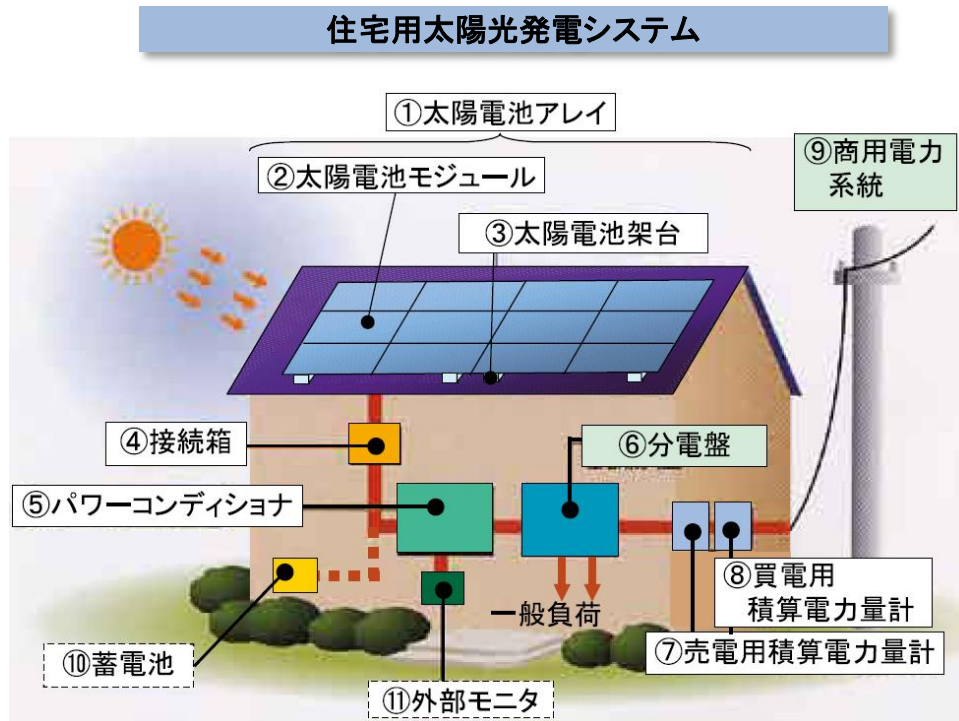 住宅用太陽光発電システム
①太陽電池アレイ
②太陽電池モジュール
③太陽電池架台
⑨商用電力
系統
④接続箱
⑥分電盤
⑤パワーコンディショナ
一般負荷
⑧買電用
積算電力量計
⑦売電用積算電力量計
⑩蓄電池
⑪外部モニタ